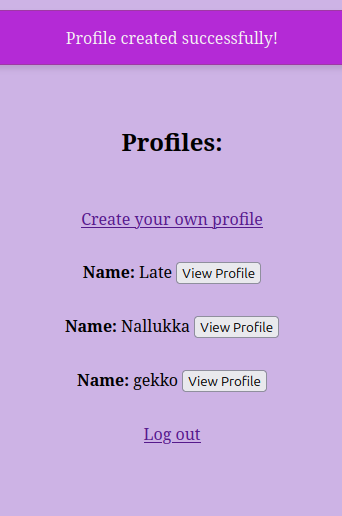 Profile created successfully!
Profiles:
Create your own profile
Name: Late View Profile
Name: Nallukka View Profile
Name: gekko View Profile
Log out